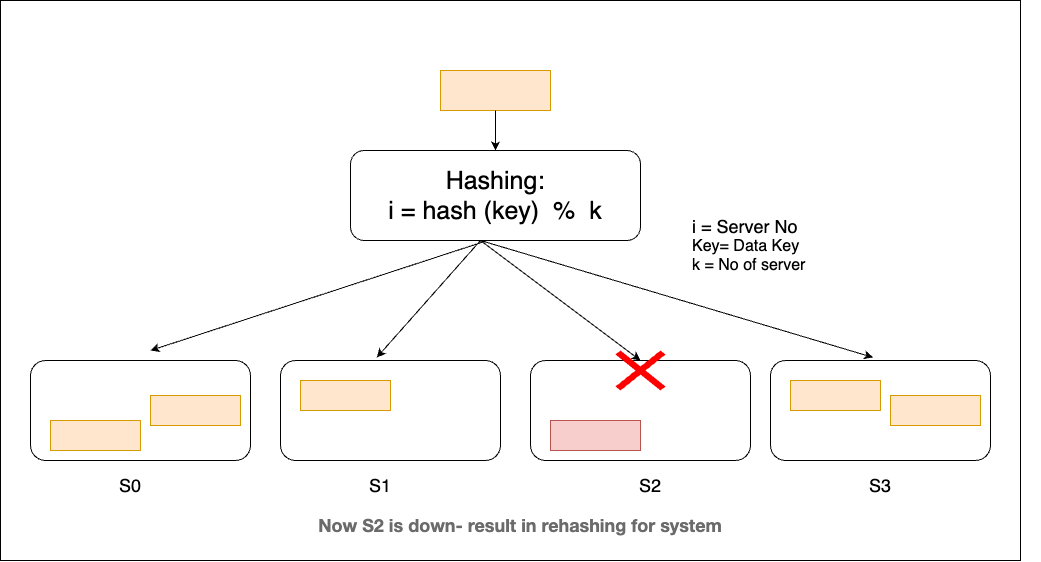 Hashing:
i = hash (key) % k
i = Server No
Key= Data Key
k = No of server
S0
S1
S2
S3
Now S2 is down- result in rehashing for system